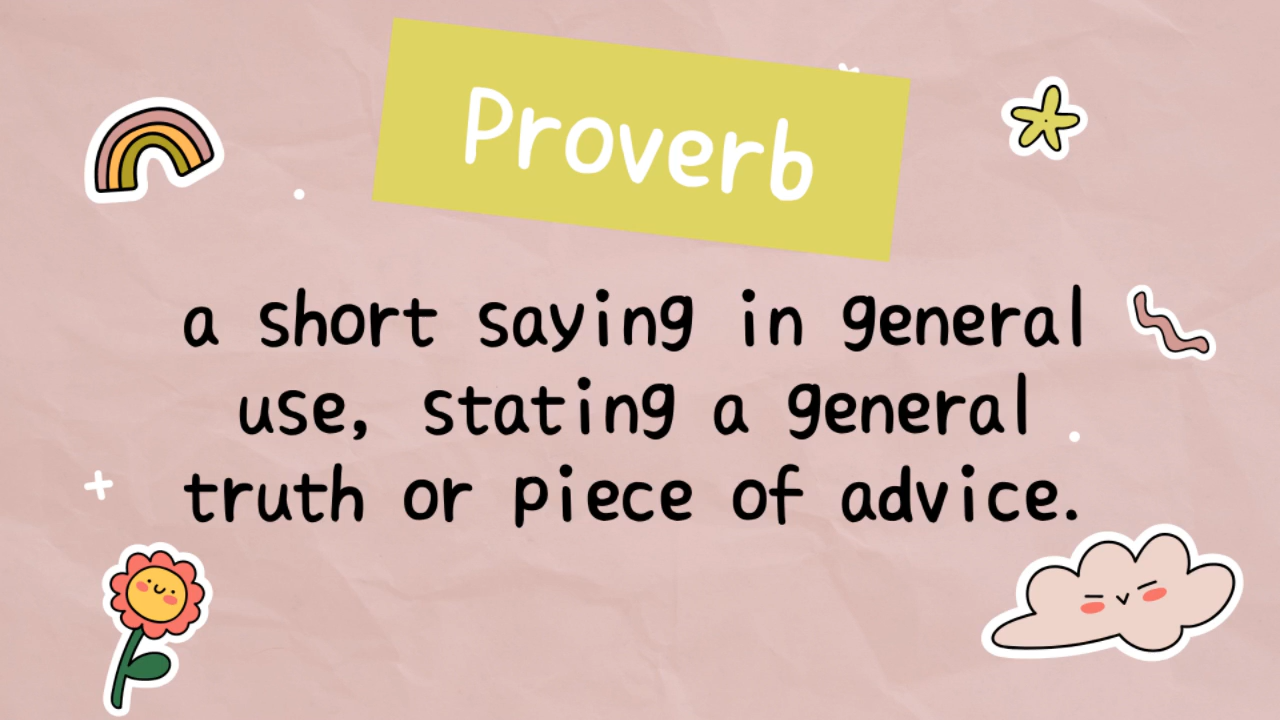 Proverb
a short saying in general
use, stating a general
truth or piece of advice.